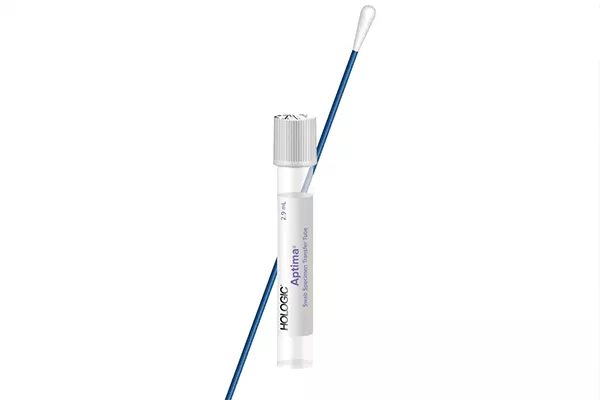 2.9 mL
HOLOGIC®
Aptima®
Swab Specimen Transfer Tube